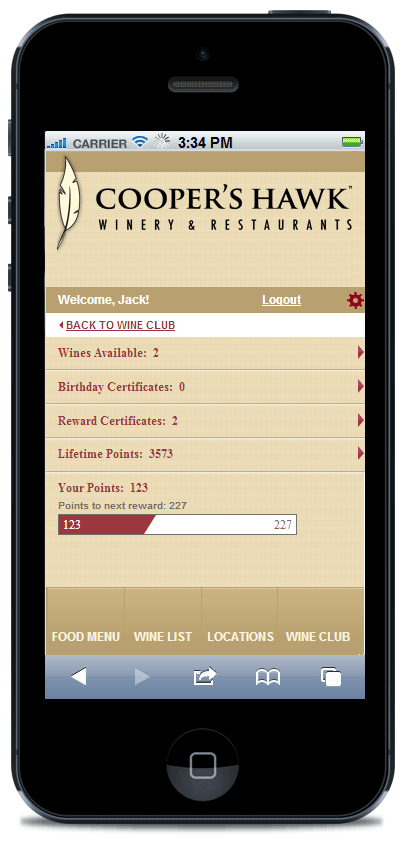 CARRIER 3:34 PM
COOPER'S HAWK™
WINERY & RESTAURANTS
Welcome, Jack! Logout
BACK TO WINE CLUB
Wines Available: 2
Birthday Certificates: 0
Reward Certificates: 2
Lifetime Points: 3573
Your Points: 123
Points to next reward: 227
123 227
FOOD MENU WINE LIST LOCATIONS WINE CLUB